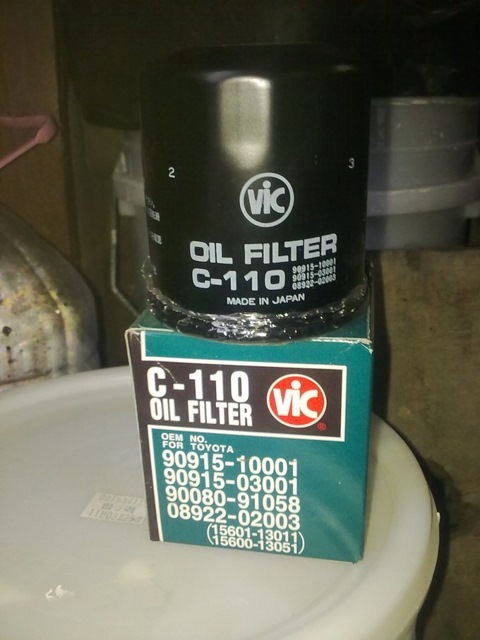 2
3
VIC
OIL FILTER
C-110
90915-10001
90915-03001
08922-02003
MADE IN JAPAN
C-110
OIL FILTER
VIC
®
OEM NO.
FOR TOYOTA
90915-10001
90915-03001
90080-91058
08922-02003
(15601-13011)
(15600-13051)